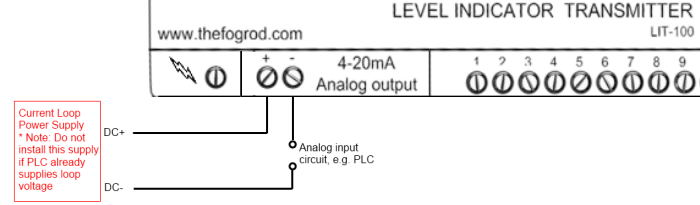 LEVEL INDICATOR TRANSMITTER
www.thefogrod.com
LIT-100
+ -
4-20mA
Analog output
1 2 3 4 5 6 7 8 9
Current Loop
Power Supply
* Note: Do not
install this supply
if PLC already
supplies loop
voltage
DC+
DC-
Analog input
circuit, e.g. PLC